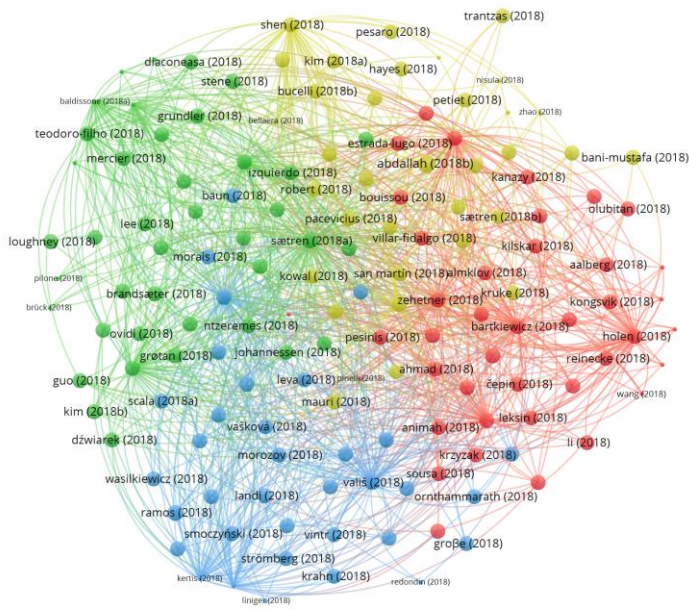 trantzas (2018)
shen (2018)
pesaro (2018)
diaconeasa (2018)
kim (2018a)
hayes (2018)
stene (2018)
nisula (2018)
bucelli (2018b)
baldissone (2018a)
petiet (2018)
grundler (2018)
zhao (2018)
bellaera (2018)
teodoro-filho (2018)
estrada-lugo (2018)
mercier (2018)
abdallah (2018b)
bani-mustafa (2018)
izquierdo (2018)
kanazy (2018)
robert (2018)
baun (2018)
bouissou (2018)
olubitan (2018)
pacevicius (2018)
sætren (2018b)
lee (2018)
loughney (2018)
sætren (2018a)
villar-fidalgo (2018)
kilskar (2018)
morais (2018)
aalberg (2018)
kowal (2018)
san martín (2018)
almklov (2018)
pilone (2018)
brandsæter (2018)
kruke (2018)
zehetner (2018)
kongsvik (2018)
brück (2018)
ntzeremes (2018)
bartkiewicz (2018)
ovidi (2018)
pesinis (2018)
holen (2018)
grøtan (2018)
johannessen (2018)
reinecke (2018)
ahmad (2018)
guo (2018)
leva (2018)
pinelli (2018)
čepin (2018)
wang (2018)
scala (2018a)
mauri (2018)
kim (2018b)
leksin (2018)
vašková (2018)
animah (2018)
dźwiarek (2018)
li (2018)
morozov (2018)
krzyzak (2018)
wasilkiewicz (2018)
sousa (2018)
vališ (2018)
landi (2018)
ornthammarath (2018)
ramos (2018)
smoczyński (2018)
vintr (2018)
große (2018)
strömberg (2018)
kertis (2018)
krahn (2018)
redondin (2018)
liniger (2018)